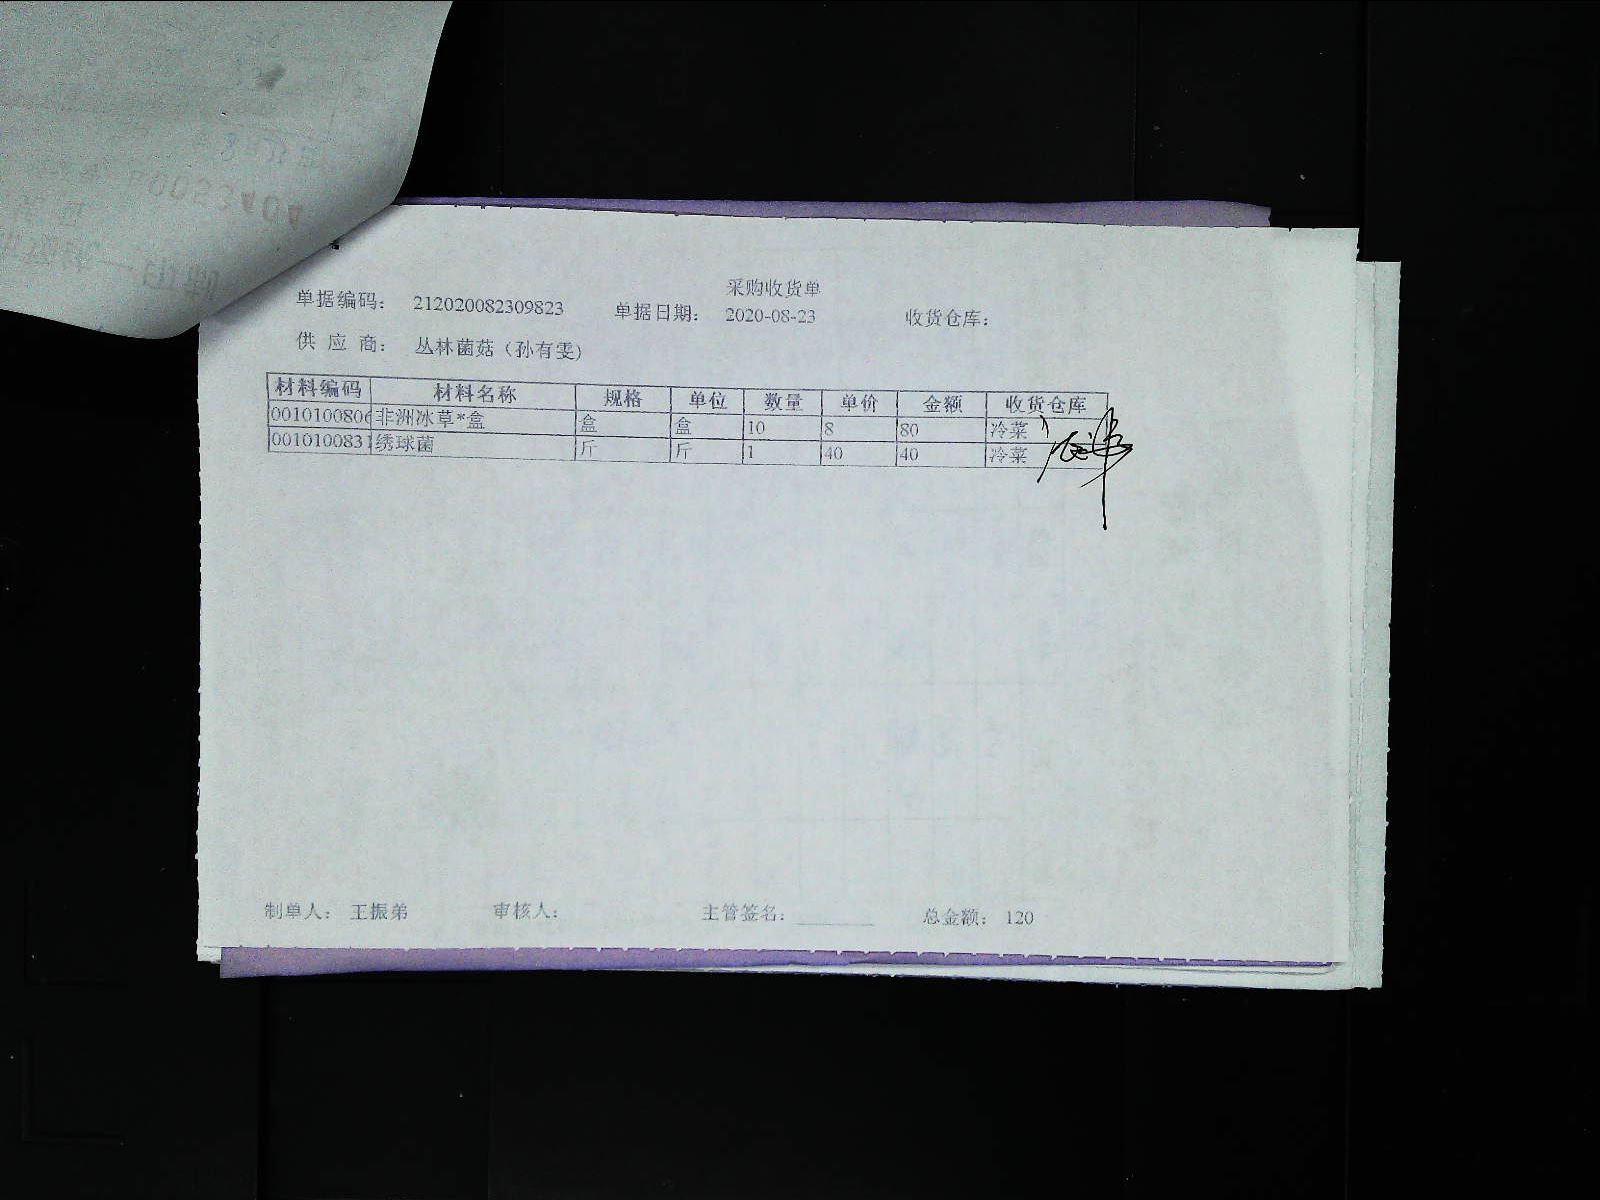 采购收货单
单据编码： 212020082309823 单据日期： 2020-08-23 收货仓库：
供 应 商： 丛林菌菇（孙有雯）
材料编码 材料名称 规格 单位 数量 单价 金额 收货仓库
0010100806 非洲冰草*盒 盒 盒 10 8 80 冷菜
0010100831 绣球菌 斤 斤 1 40 40 冷菜
制单人： 王振弟 审核人： 主管签名： 总金额： 120